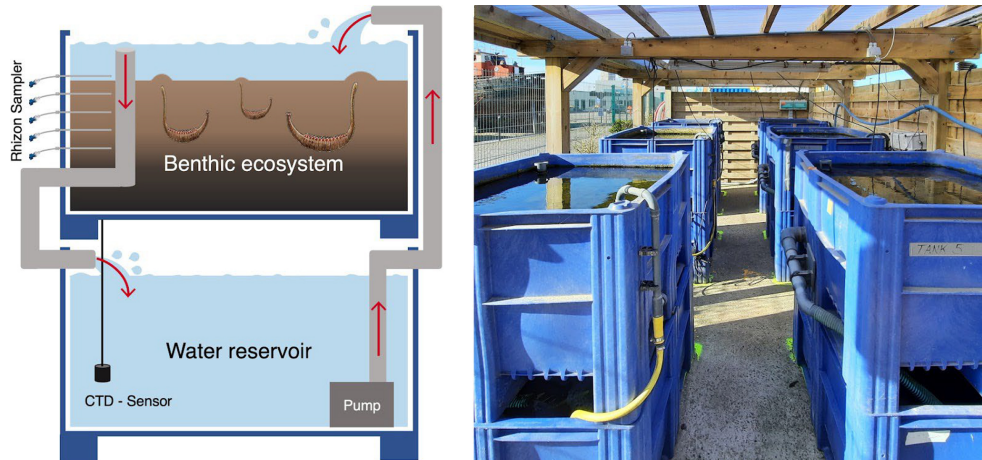 Rhizon Sampler
Benthic ecosystem
Water reservoir
CTD - Sensor
Pump
TANK 5